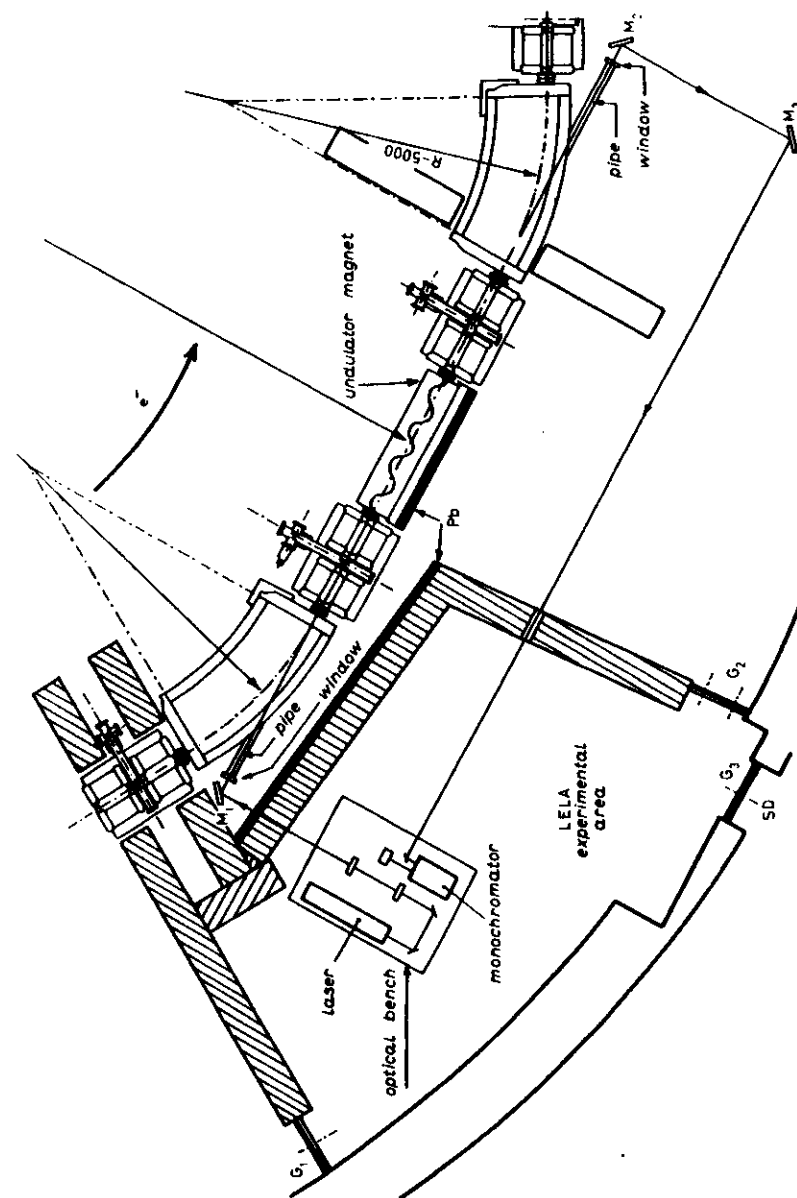 M₂
window
pipe
M₃
R-5000
undulator magnet
e⁻
Pb
window
pipe
M₁
G₂
G₃
SD
LELA
experimental
area
monochromator
laser
optical bench
G₁